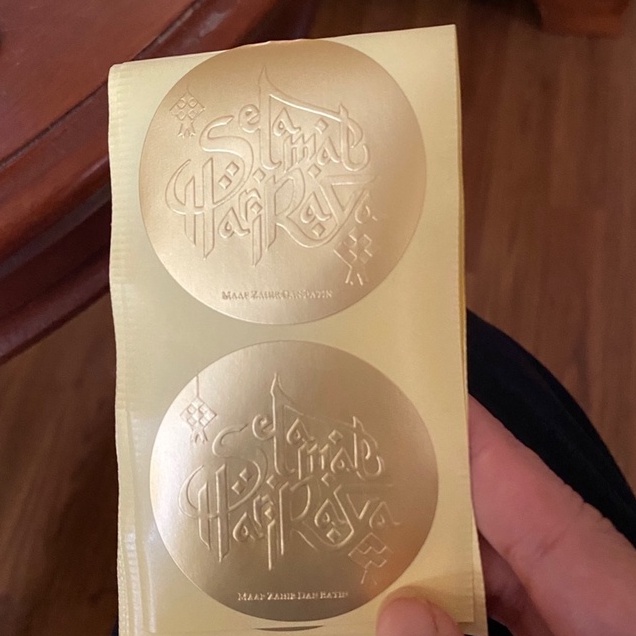 Selamat
Hari Raya
MAAF ZAHIR DAN BATIN
Selamat
Hari Raya
MAAF ZAHIR DAN BATIN